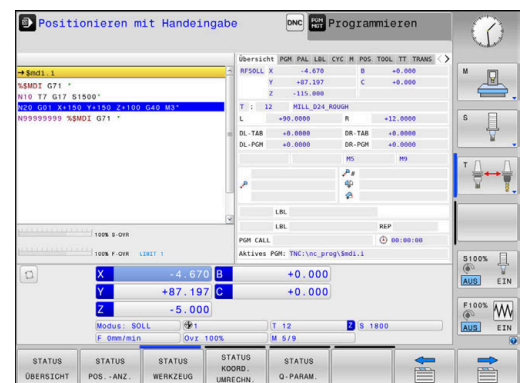 Positionieren mit Handeingabe
DNC
PGM MGT
Programmieren
→$mdi.i
%$MDI G71 *
N10 T7 G17 S1500*
N20 G01 X+150 Y+150 Z+100 G40 M3*
N99999999 %$MDI G71 *
100% S-OVR
100% F-OVR LIMIT 1
Übersicht PGM PAL LBL CYC M POS TOOL TT TRANS
RFSOLL X -4.670 B +0.000
Y +87.197 C +0.000
Z -115.000
T : 12 MILL_D24_ROUGH
L +90.0000 R +12.0000
DL-TAB +0.0000 DR-TAB +0.0000
DL-PGM +0.0000 DR-PGM +0.0000
M5 M9
LBL
LBL REP
PGM CALL 00:00:00
Aktives PGM: TNC:\nc_prog\$mdi.i
X -4.670 B +0.000
Y +87.197 C +0.000
Z -5.000
Modus: SOLL 1 T 12 Z S 1800
F 0mm/min Ovr 100% M 5/9
M
S
T
S100%
AUS EIN
F100%
AUS EIN
STATUS ÜBERSICHT
STATUS POS.-ANZ.
STATUS WERKZEUG
STATUS KOORD. UMRECHN.
STATUS Q-PARAM.